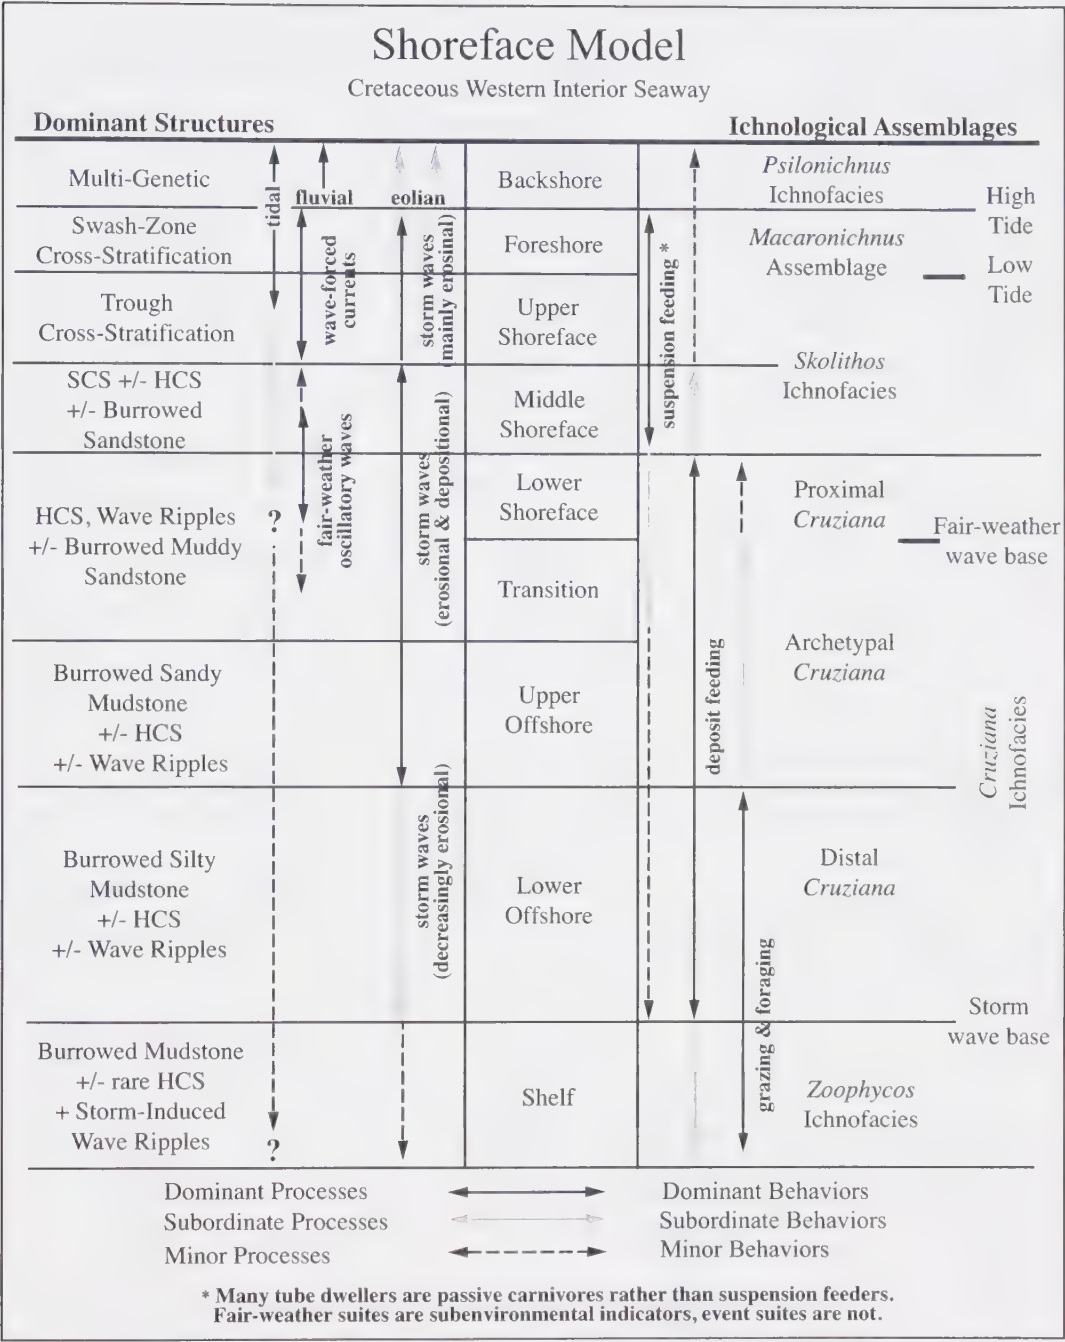 Shoreface Model
Cretaceous Western Interior Seaway
Dominant Structures
Ichnological Assemblages
Multi-Genetic
Swash-Zone
Cross-Stratification
Trough
Cross-Stratification
SCS +/- HCS
+/- Burrowed
Sandstone
HCS, Wave Ripples
+/- Burrowed Muddy
Sandstone
Burrowed Sandy
Mudstone
+/- HCS
+/- Wave Ripples
Burrowed Silty
Mudstone
+/- HCS
+/- Wave Ripples
Burrowed Mudstone
+/- rare HCS
+ Storm-Induced
Wave Ripples
tidal
?
?
fluvial
eolian
wave-forced
currents
storm waves
(mainly erosinal)
fair-weather
oscillatory waves
storm waves
(erosional & depositional)
storm waves
(decreasingly erosional)
Backshore
Foreshore
Upper
Shoreface
Middle
Shoreface
Lower
Shoreface
Transition
Upper
Offshore
Lower
Offshore
Shelf
suspension feeding *
deposit feeding
grazing & foraging
Psilonichnus
Ichnofacies
Macaronichnus
Assemblage
Skolithos
Ichnofacies
Proximal
Cruziana
Archetypal
Cruziana
Distal
Cruziana
Zoophycos
Ichnofacies
High
Tide
Low
Tide
Fair-weather
wave base
Cruziana
Ichnofacies
Storm
wave base
Dominant Processes
Dominant Behaviors
Subordinate Processes
Subordinate Behaviors
Minor Processes
Minor Behaviors
* Many tube dwellers are passive carnivores rather than suspension feeders.
Fair-weather suites are subenvironmental indicators, event suites are not.